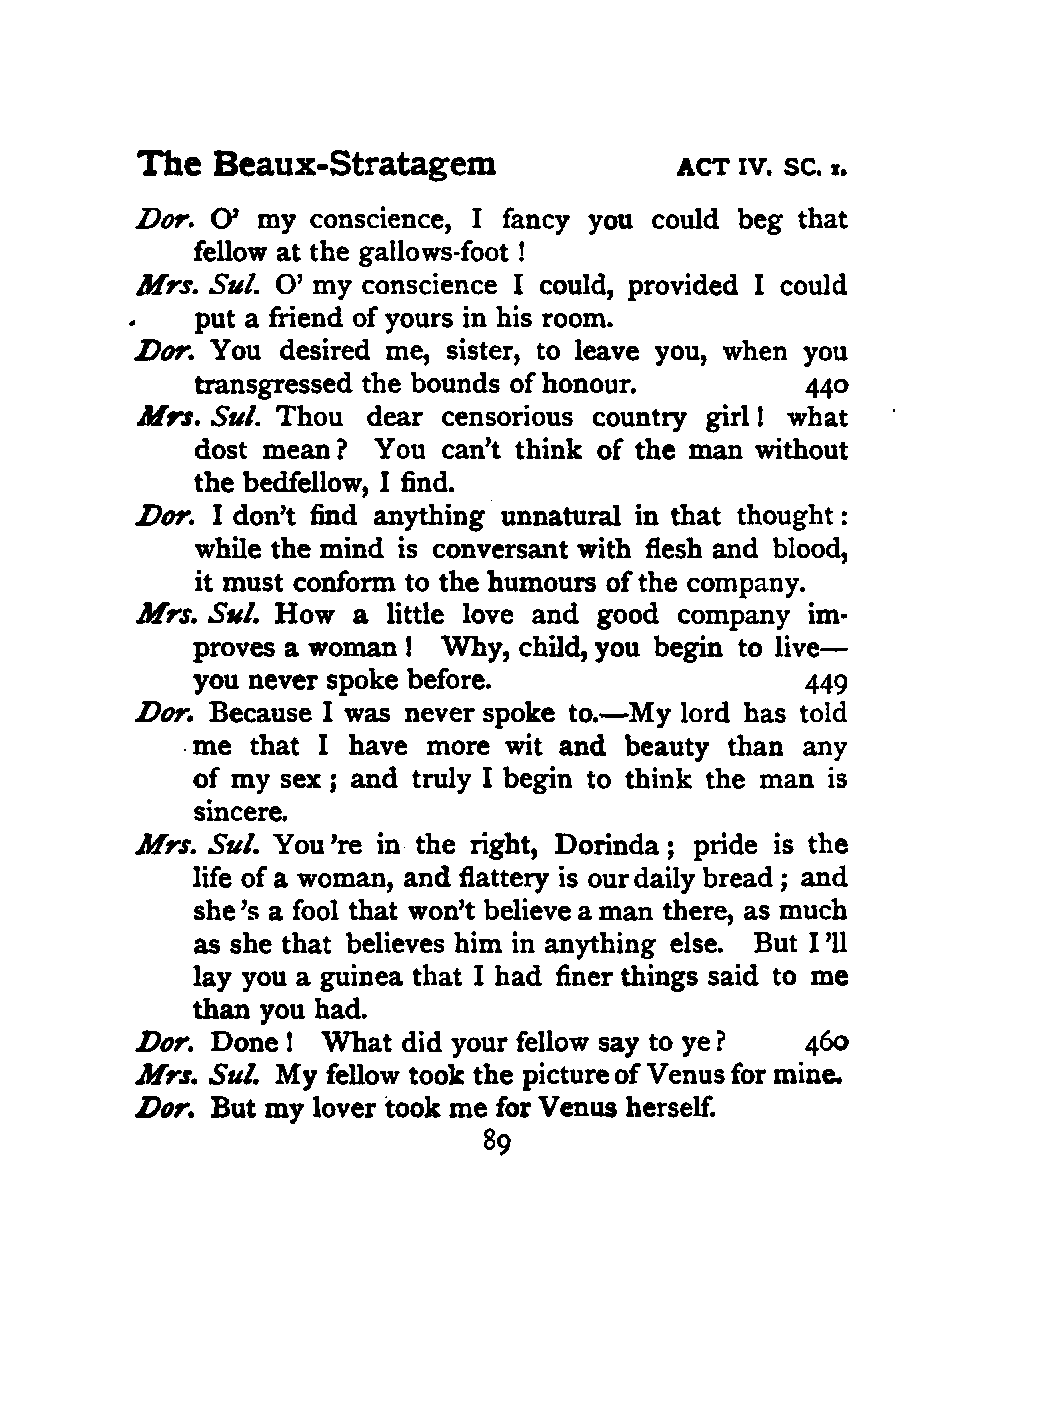 The Beaux-Stratagem ACT IV. SC. I.
Dor. O' my conscience, I fancy you could beg that
fellow at the gallows-foot !
Mrs. Sul. O' my conscience I could, provided I could
put a friend of yours in his room.
Dor. You desired me, sister, to leave you, when you
transgressed the bounds of honour. 440
Mrs. Sul. Thou dear censorious country girl ! what
dost mean ? You can't think of the man without
the bedfellow, I find.
Dor. I don't find anything unnatural in that thought :
while the mind is conversant with flesh and blood,
it must conform to the humours of the company.
Mrs. Sul. How a little love and good company im-
proves a woman ! Why, child, you begin to live—
you never spoke before. 449
Dor. Because I was never spoke to.—My lord has told
me that I have more wit and beauty than any
of my sex ; and truly I begin to think the man is
sincere.
Mrs. Sul. You 're in the right, Dorinda ; pride is the
life of a woman, and flattery is our daily bread ; and
she 's a fool that won't believe a man there, as much
as she that believes him in anything else. But I 'll
lay you a guinea that I had finer things said to me
than you had.
Dor. Done ! What did your fellow say to ye ? 460
Mrs. Sul. My fellow took the picture of Venus for mine.
Dor. But my lover took me for Venus herself.
89